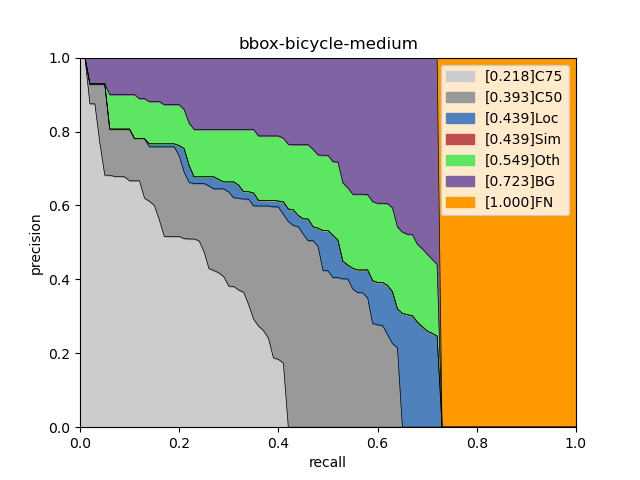 bbox-bicycle-medium
1.0
0.8
0.6
0.4
0.2
0.0
precision
[0.218]C75
[0.393]C50
[0.439]Loc
[0.439]Sim
[0.549]Oth
[0.723]BG
[1.000]FN
0.0 0.2 0.4 0.6 0.8 1.0
recall